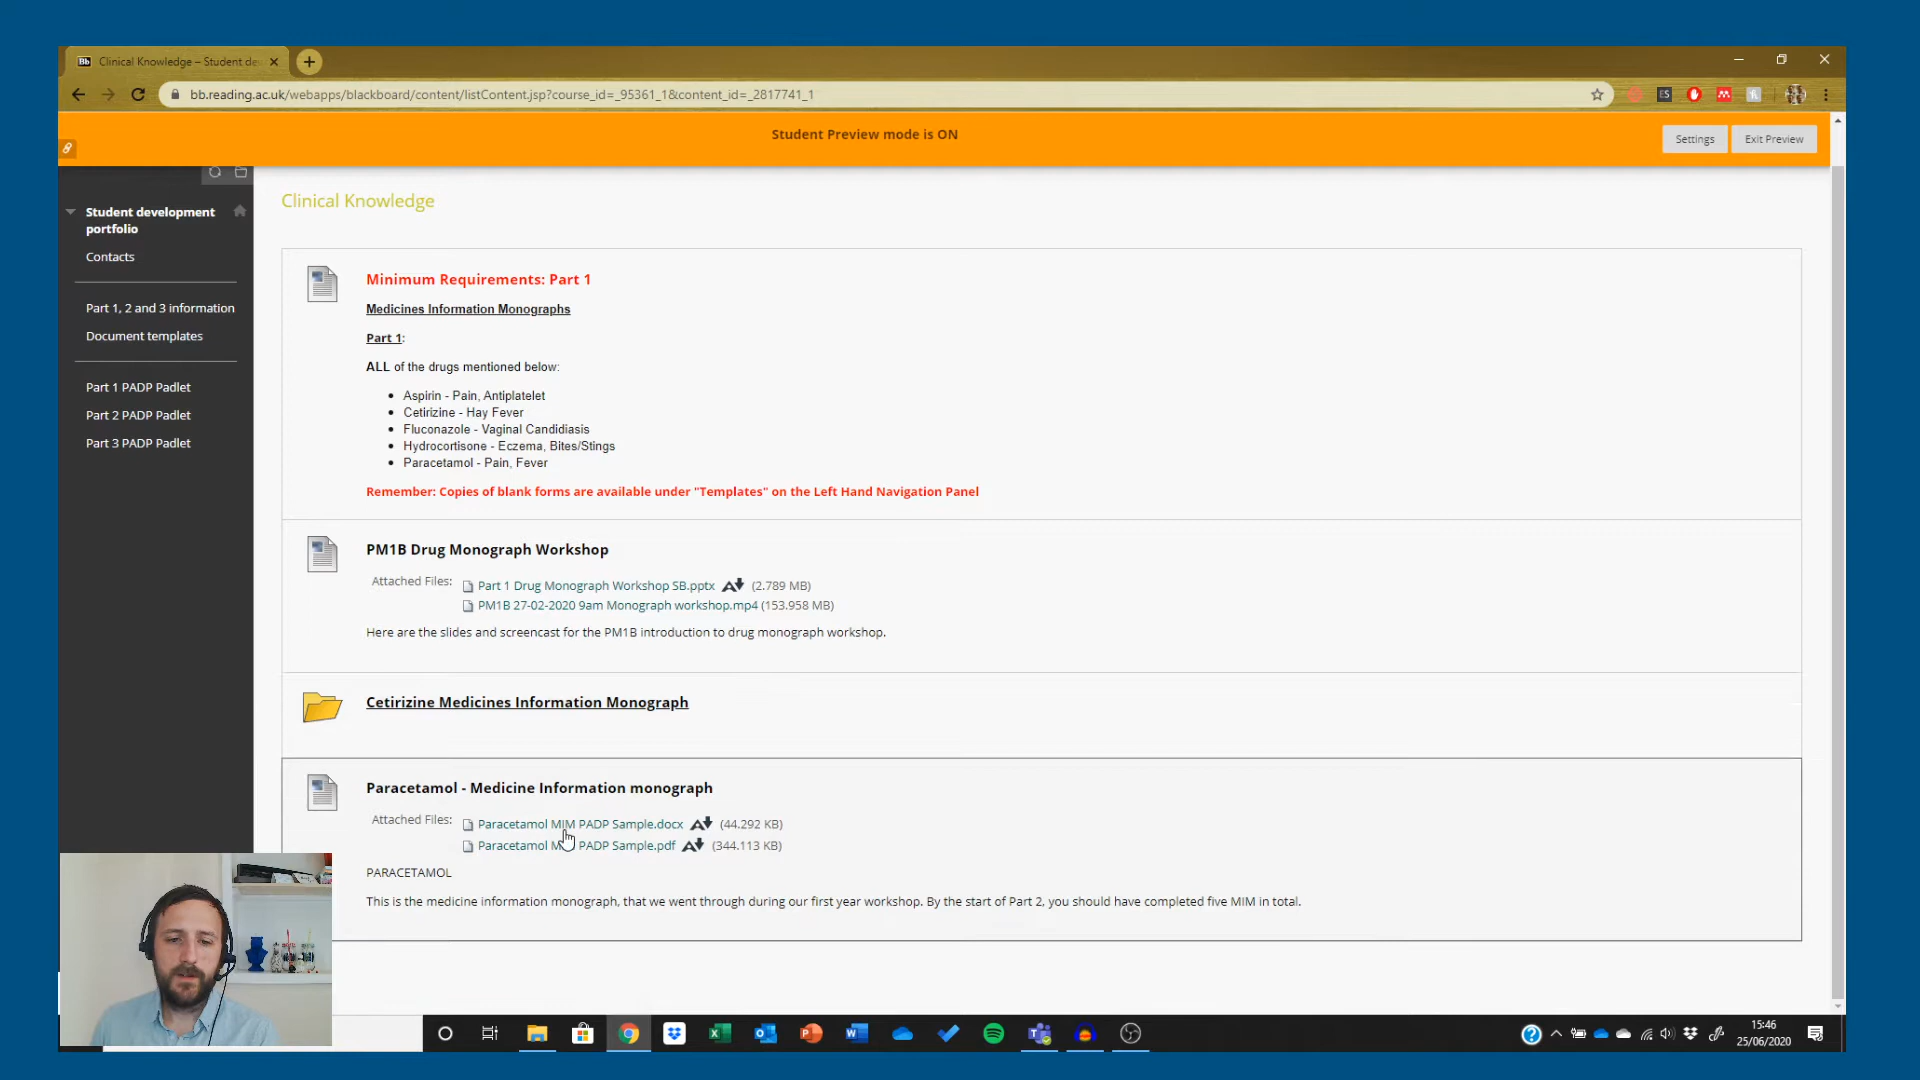 Clinical Knowledge – Student de
bb.reading.ac.uk/webapps/blackboard/content/listContent.jsp?course_id=_95361_1&content_id=_2817741_1
Student Preview mode is ON
Settings
Exit Preview
Student development
portfolio
Contacts
Part 1, 2 and 3 information
Document templates
Part 1 PADP Padlet
Part 2 PADP Padlet
Part 3 PADP Padlet
Clinical Knowledge
Minimum Requirements: Part 1
Medicines Information Monographs
Part 1:
ALL of the drugs mentioned below:
Aspirin - Pain, Antiplatelet
Cetirizine - Hay Fever
Fluconazole - Vaginal Candidiasis
Hydrocortisone - Eczema, Bites/Stings
Paracetamol - Pain, Fever
Remember: Copies of blank forms are available under "Templates" on the Left Hand Navigation Panel
PM1B Drug Monograph Workshop
Attached Files: Part 1 Drug Monograph Workshop SB.pptx (2.789 MB)
PM1B 27-02-2020 9am Monograph workshop.mp4 (153.958 MB)
Here are the slides and screencast for the PM1B introduction to drug monograph workshop.
Cetirizine Medicines Information Monograph
Paracetamol - Medicine Information monograph
Attached Files: Paracetamol MIM PADP Sample.docx (44.292 KB)
Paracetamol PADP Sample.pdf (344.113 KB)
PARACETAMOL
This is the medicine information monograph, that we went through during our first year workshop. By the start of Part 2, you should have completed five MIM in total.
15:46
25/06/2020